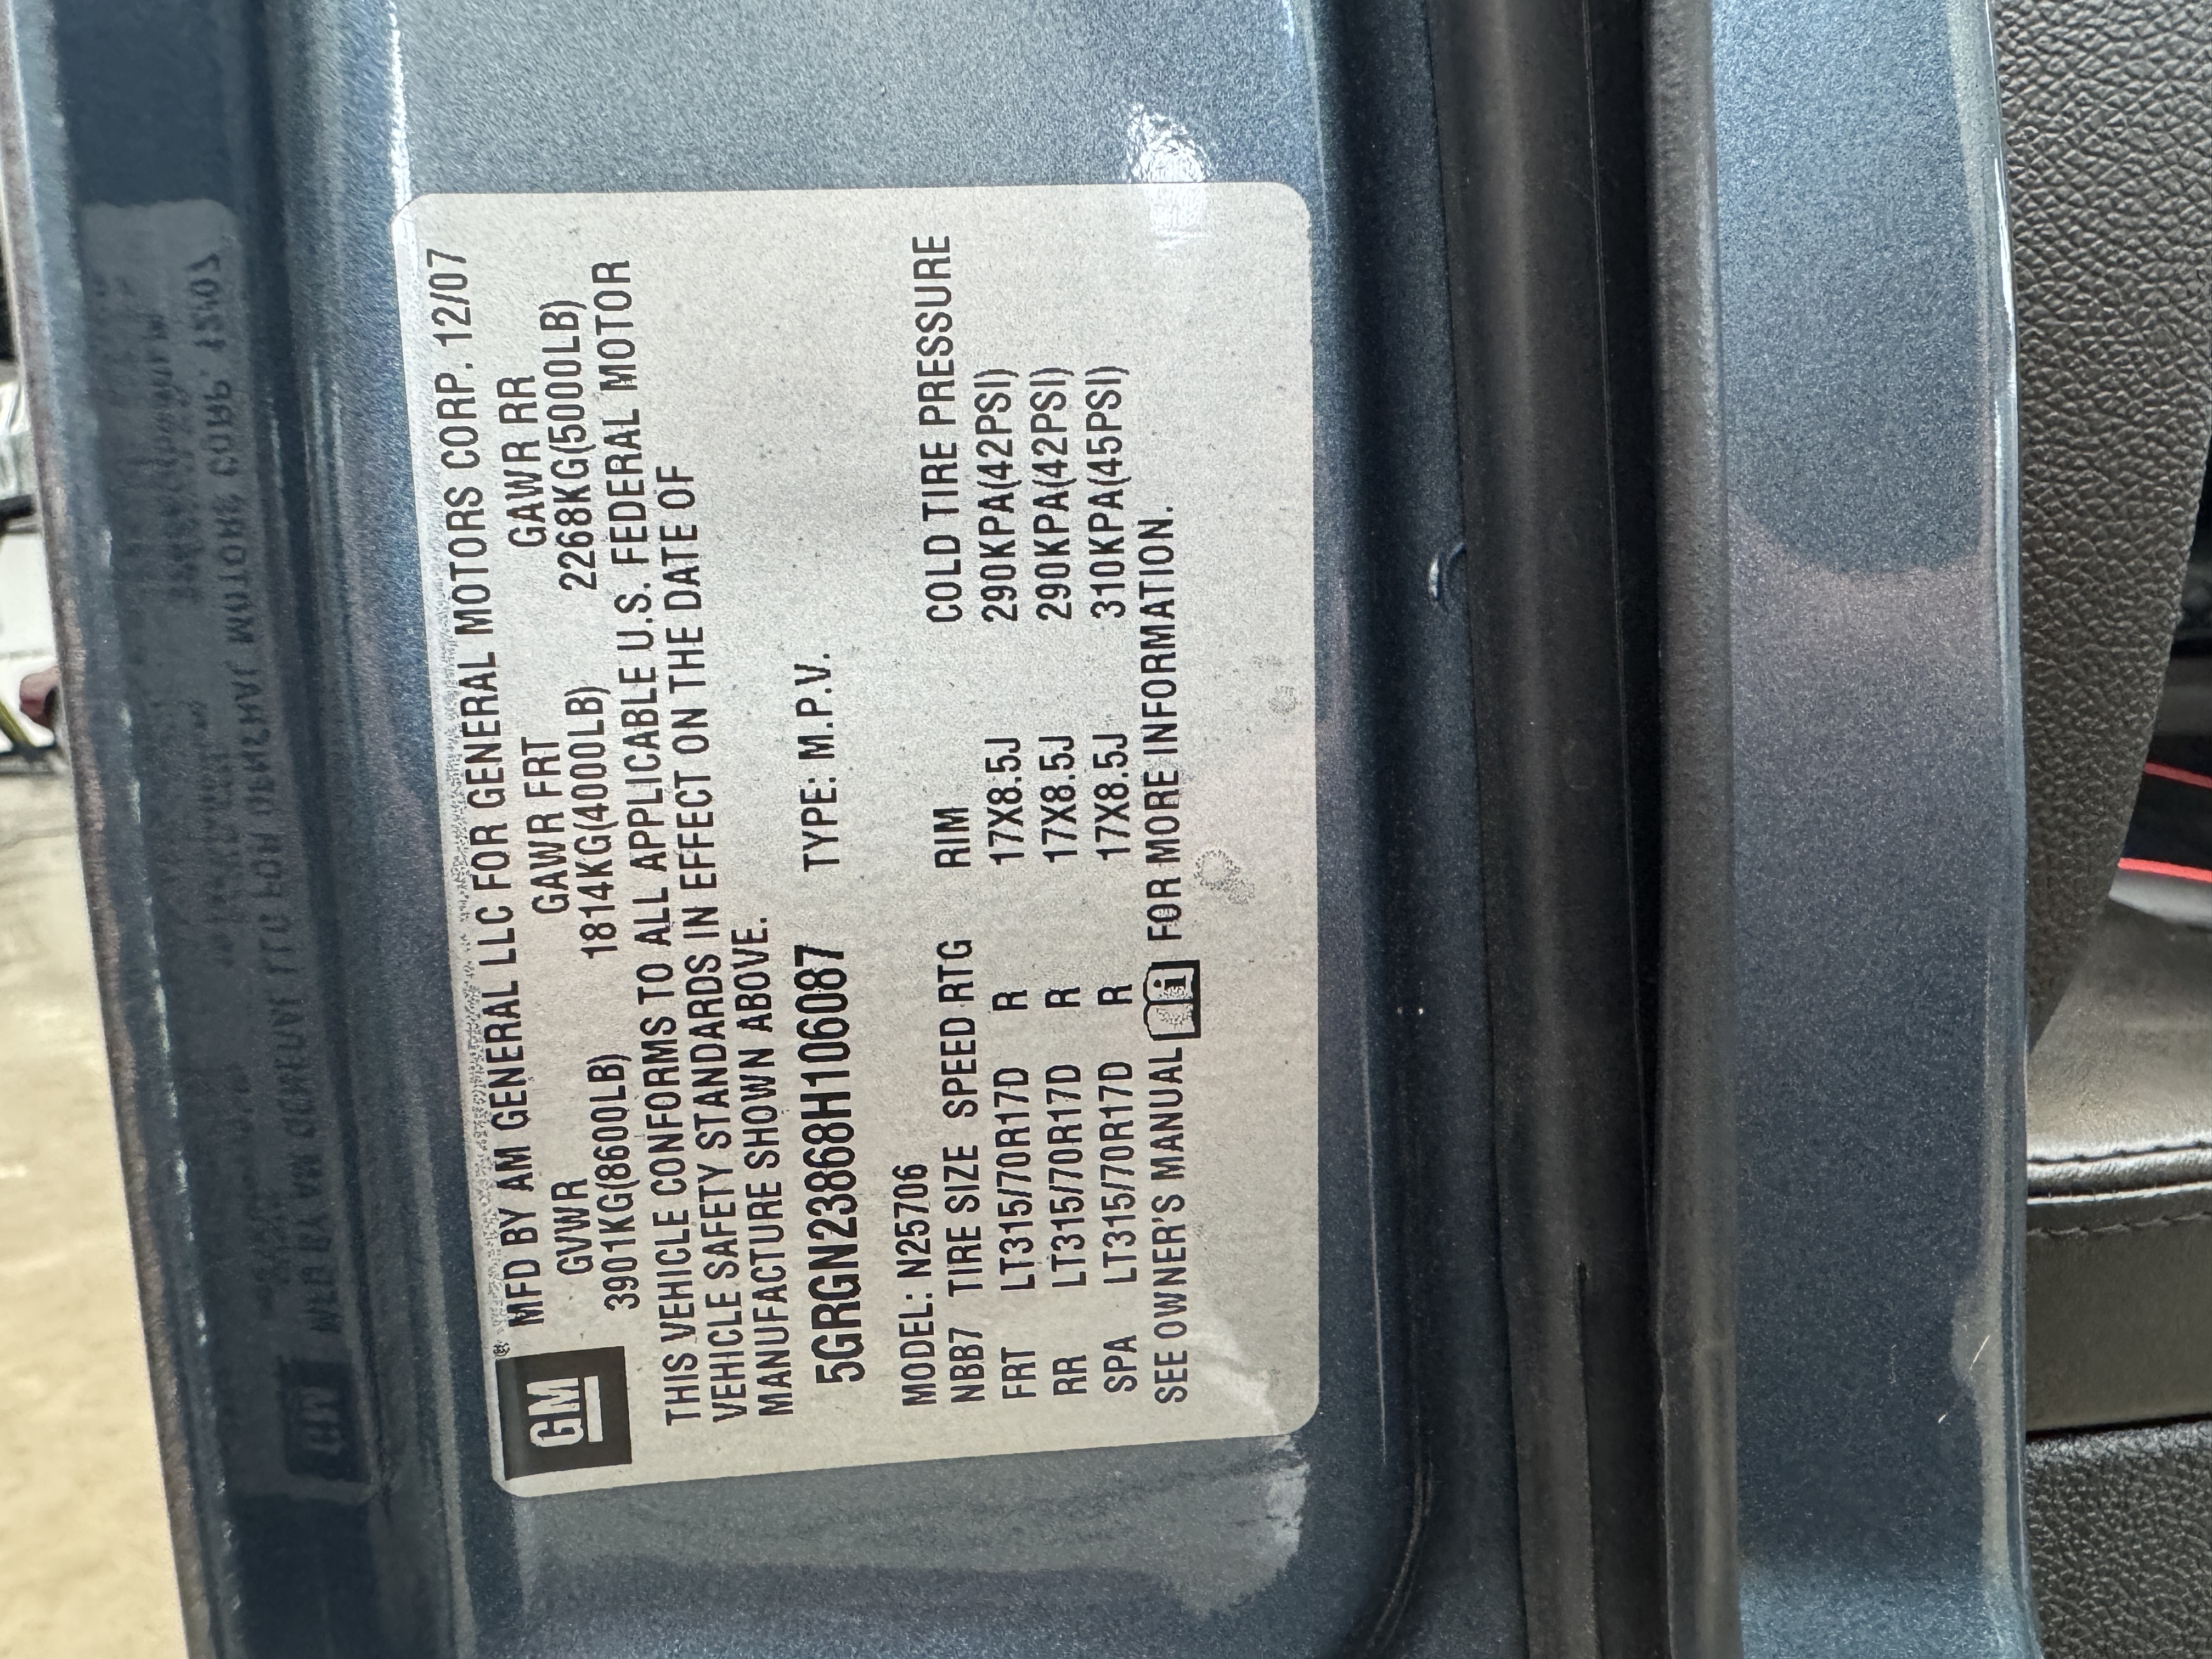 GM® MFD BY AM GENERAL LLC FOR GENERAL MOTORS CORP. 12/07
GVWR GAWR FRT GAWR RR
3901KG(8600LB) 1814KG(4000LB) 2268KG(5000LB)
THIS VEHICLE CONFORMS TO ALL APPLICABLE U.S. FEDERAL MOTOR
VEHICLE SAFETY STANDARDS IN EFFECT ON THE DATE OF
MANUFACTURE SHOWN ABOVE.
5GRGN23868H106087 TYPE: M.P.V.
MODEL: N25706
NBB7 TIRE SIZE SPEED RTG RIM COLD TIRE PRESSURE
FRT LT315/70R17D R 17X8.5J 290KPA(42PSI)
RR LT315/70R17D R 17X8.5J 290KPA(42PSI)
SPA LT315/70R17D R 17X8.5J 310KPA(45PSI)
SEE OWNER'S MANUAL FOR MORE INFORMATION.